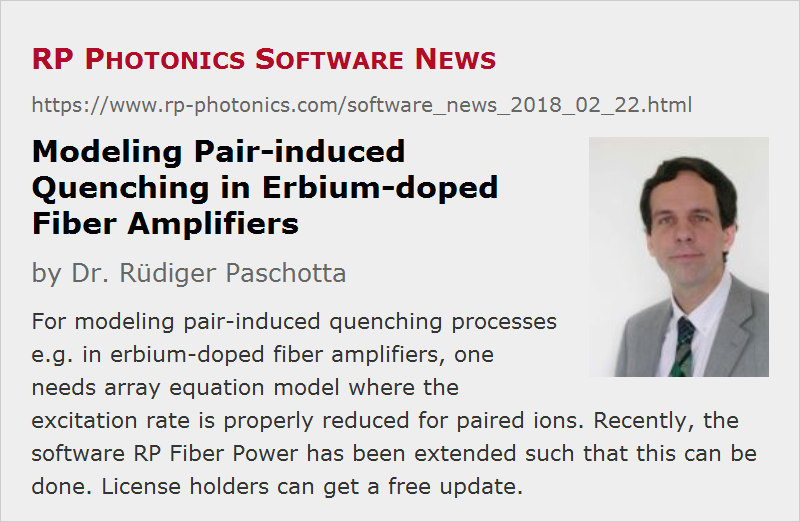 RP Photonics Software News
https://www.rp-photonics.com/software_news_2018_02_22.html
Modeling Pair-induced
Quenching in Erbium-doped
Fiber Amplifiers
by Dr. Rüdiger Paschotta
For modeling pair-induced quenching processes
e.g. in erbium-doped fiber amplifiers, one
needs array equation model where the
excitation rate is properly reduced for paired ions. Recently, the
software RP Fiber Power has been extended such that this can be
done. License holders can get a free update.